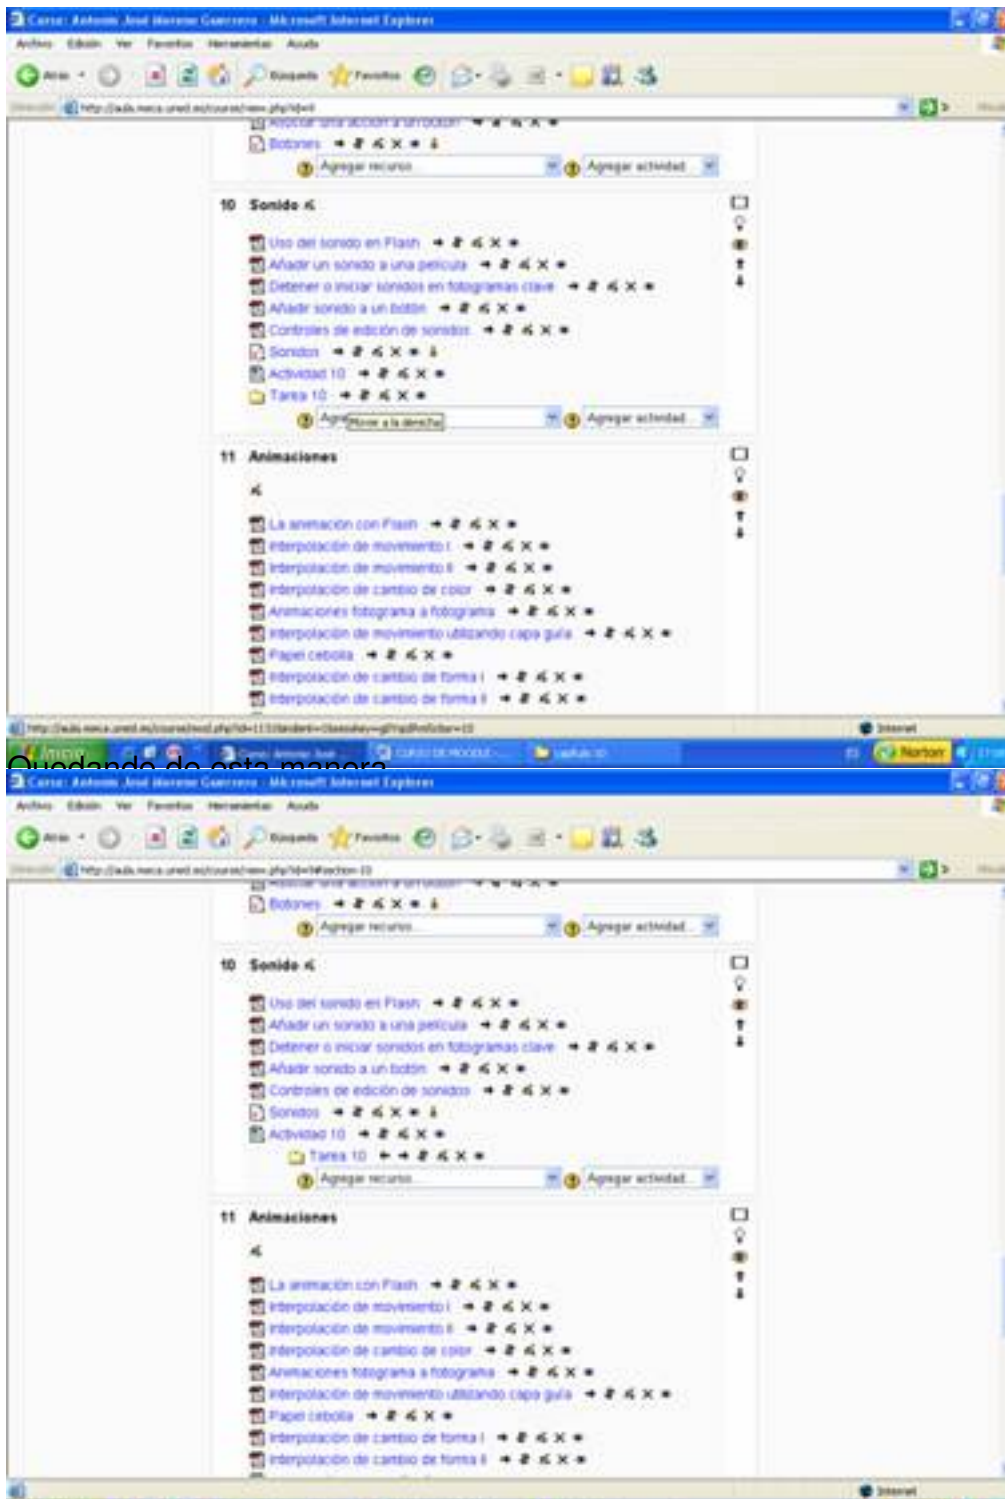 Curso: Antonio José Moreno Guerrero - Microsoft Internet Explorer
Archivo Edición Ver Favoritos Herramientas Ayuda
Atrás Búsqueda Favoritos
Botones
Agregar recurso... Agregar actividad...
10 Sonido
Uso del sonido en Flash
Añadir un sonido a una película
Detener o iniciar sonidos en fotogramas clave
Añadir sonido a un botón
Controles de edición de sonidos
Sonidos
Actividad 10
Tarea 10
Mover a la derecha Agregar actividad...
11 Animaciones
La animación con Flash
Interpolación de movimiento I
Interpolación de movimiento II
Interpolación de cambio de color
Animaciones fotograma a fotograma
Interpolación de movimiento utilizando capa guía
Papel cebolla
Interpolación de cambio de forma I
Interpolación de cambio de forma II
Internet
Inicio CURSO DE MOODLE Norton
Quedando de esta manera
Curso: Antonio José Moreno Guerrero - Microsoft Internet Explorer
Archivo Edición Ver Favoritos Herramientas Ayuda
Atrás Búsqueda Favoritos
Botones
Agregar recurso... Agregar actividad...
10 Sonido
Uso del sonido en Flash
Añadir un sonido a una película
Detener o iniciar sonidos en fotogramas clave
Añadir sonido a un botón
Controles de edición de sonidos
Sonidos
Actividad 10
Tarea 10
Agregar recurso... Agregar actividad...
11 Animaciones
La animación con Flash
Interpolación de movimiento I
Interpolación de movimiento II
Interpolación de cambio de color
Animaciones fotograma a fotograma
Interpolación de movimiento utilizando capa guía
Papel cebolla
Interpolación de cambio de forma I
Interpolación de cambio de forma II
Internet